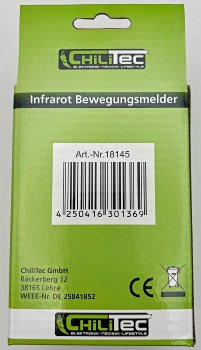 CHILITEC
ELEKTRONIK-TECHNIK-LIFESTYLE
Infrarot Bewegungsmelder
Art.-Nr.18145
4 250416 301369
ChiliTec GmbH
Bäckerberg 12
38165 Lehre
WEEE-Nr. DE 25841852
CE
CHILITEC
ELEKTRONIK-TECHNIK-LIFESTYLE